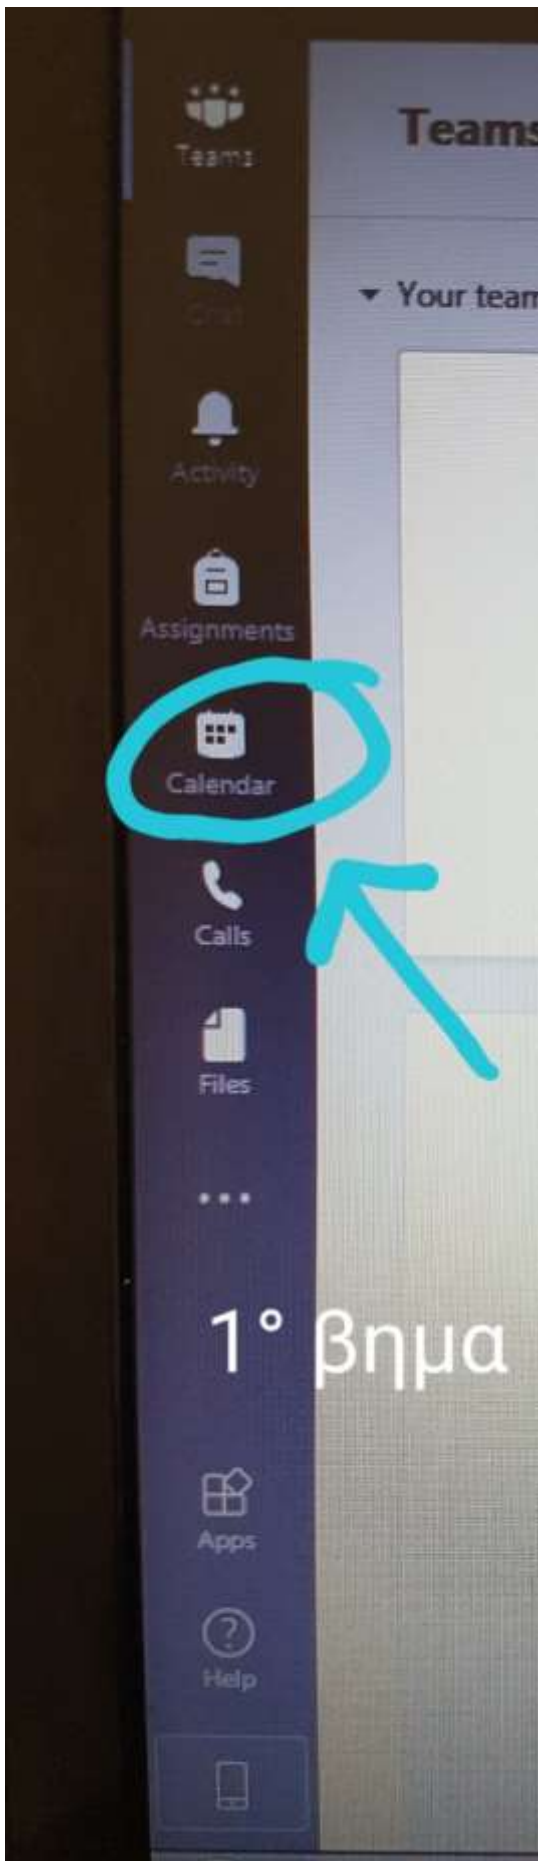 Teams
Teams
Chat
Your team
Activity
Assignments
Calendar
Calls
Files
1° βημα
Apps
Help